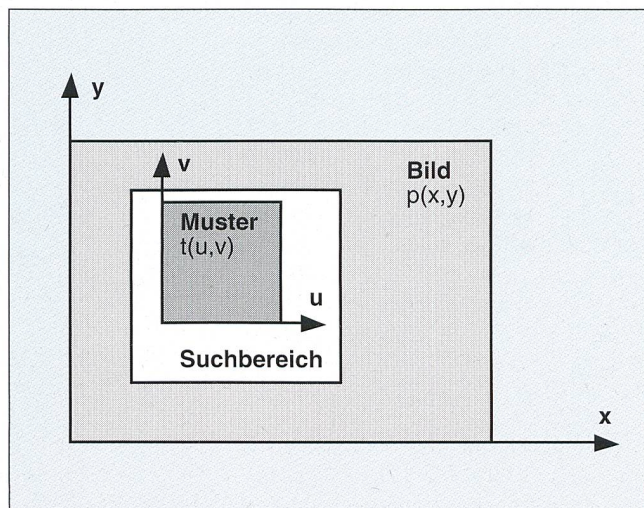 y
v
Bild
p(x,y)
Muster
t(u,v)
u
Suchbereich
x